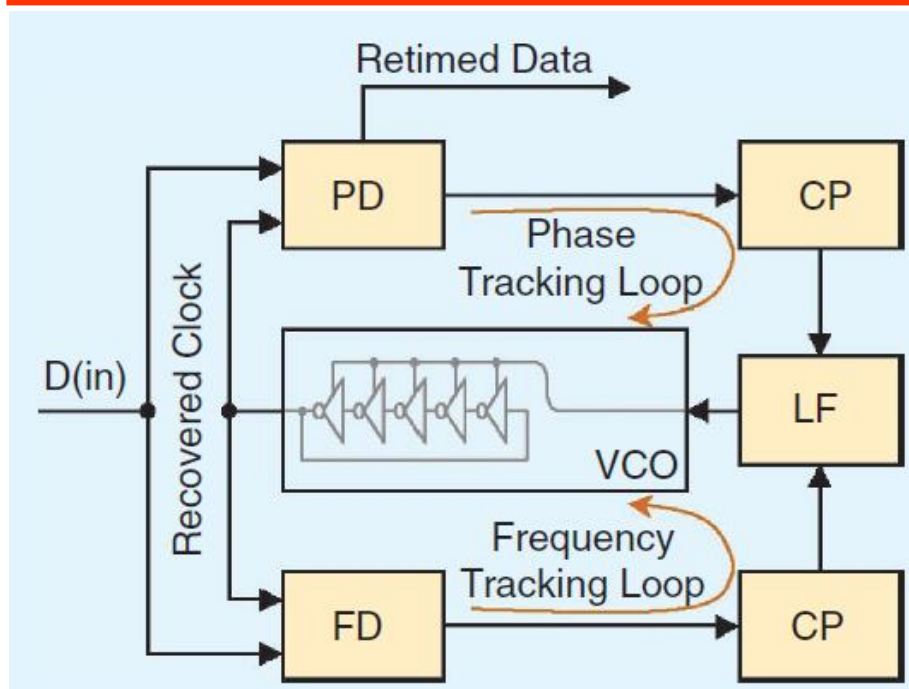 Retimed Data
PD
CP
Phase
Tracking Loop
D(in)
Recovered Clock
VCO
LF
Frequency
Tracking Loop
FD
CP